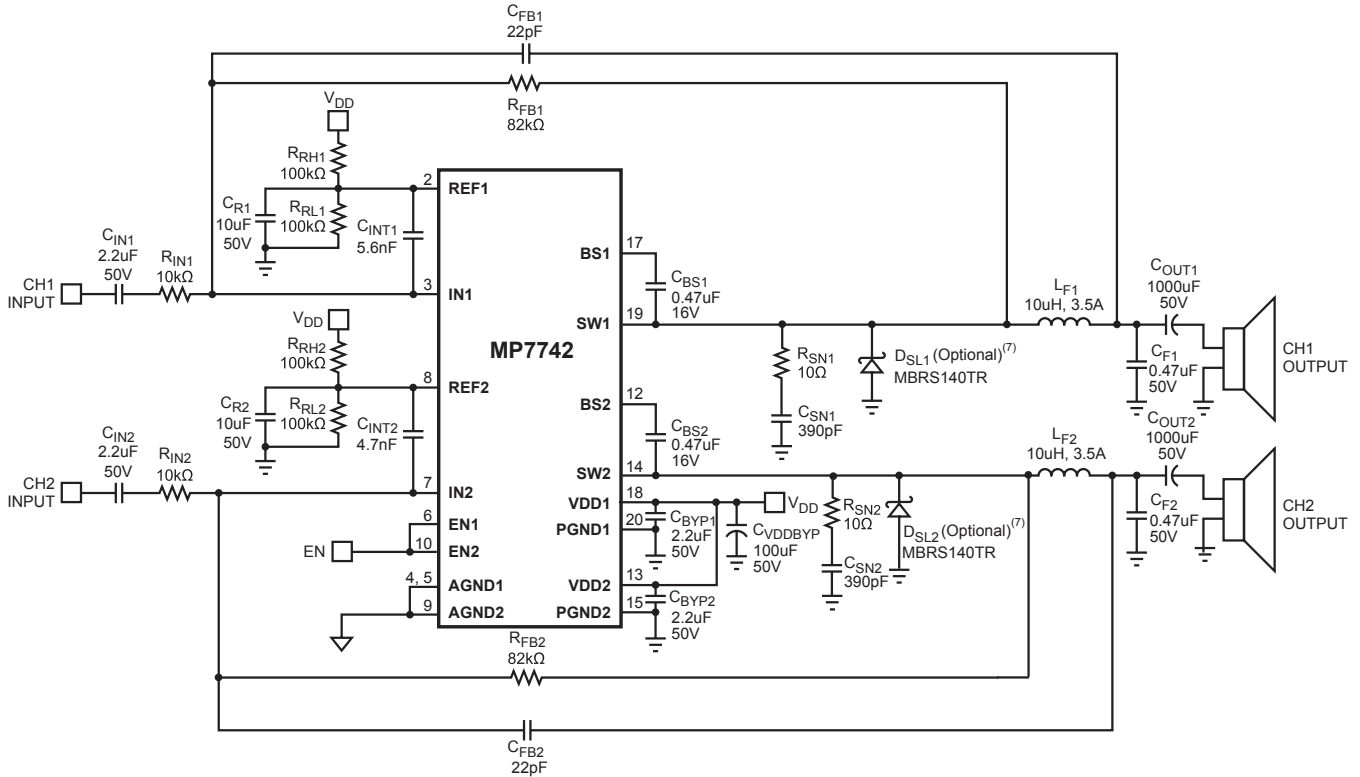 CFB1
22pF
RFB1
82kΩ
VDD
RRH1
100kΩ
CR1
10uF
50V
RRL1
100kΩ
CINT1
5.6nF
CIN1
2.2uF
50V
RIN1
10kΩ
CH1
INPUT
2
REF1
3
IN1
VDD
RRH2
100kΩ
CR2
10uF
50V
RRL2
100kΩ
CINT2
4.7nF
CIN2
2.2uF
50V
RIN2
10kΩ
CH2
INPUT
8
REF2
7
IN2
EN
6
EN1
10
EN2
4, 5
AGND1
9
AGND2
MP7742
17
BS1
CBS1
0.47uF
16V
19
SW1
12
BS2
CBS2
0.47uF
16V
14
SW2
18
VDD1
20
PGND1
13
VDD2
15
PGND2
CBYP1
2.2uF
50V
CBYP2
2.2uF
50V
CVDDBYP
100uF
50V
VDD
RSN1
10Ω
CSN1
390pF
DSL1 (Optional)(7)
MBRS140TR
RSN2
10Ω
CSN2
390pF
DSL2 (Optional)(7)
MBRS140TR
LF1
10uH, 3.5A
COUT1
1000uF
50V
CF1
0.47uF
50V
CH1
OUTPUT
LF2
10uH, 3.5A
COUT2
1000uF
50V
CF2
0.47uF
50V
CH2
OUTPUT
RFB2
82kΩ
CFB2
22pF